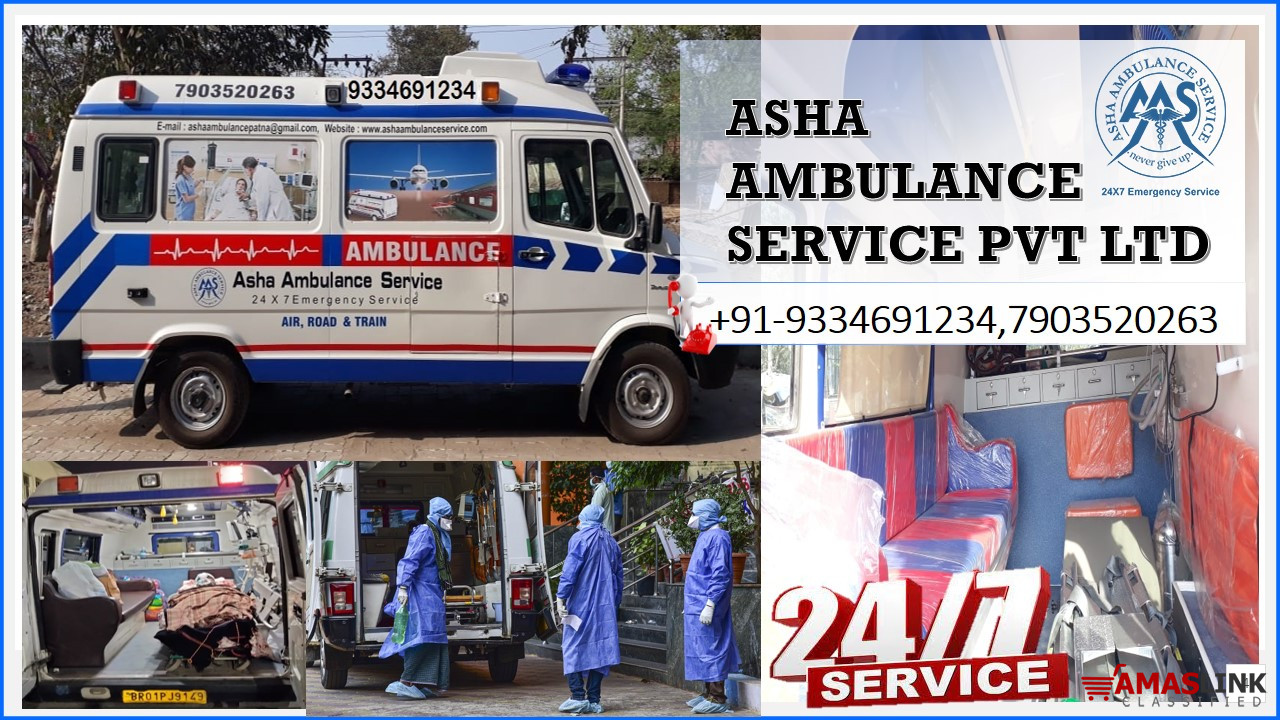 7903520263
9334691234
E-mail : ashaambulancepatna@gmail.com, Website : www.ashaambulanceservice.com
AMBULANCE
Asha Ambulance Service
24 X 7 Emergency Service
AIR, ROAD & TRAIN
ASHA
AMBULANCE
SERVICE PVT LTD
ASHA AMBULANCE SERVICE
AAS
never give up
24X7 Emergency Service
+91-9334691234,7903520263
BR01PJ9149
24/7
SERVICE
AMAS LINK
CLASSIFIED